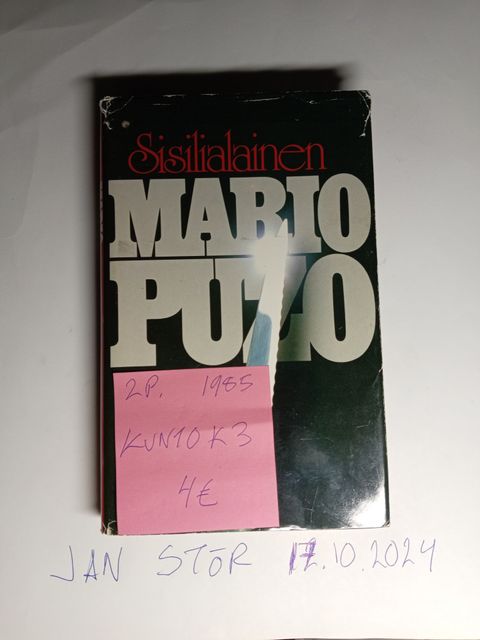 Sisilialainen
MARIO
PUZO
2P. 1985
KUNTO K3
4€
JAN STÖR 17.10.2024